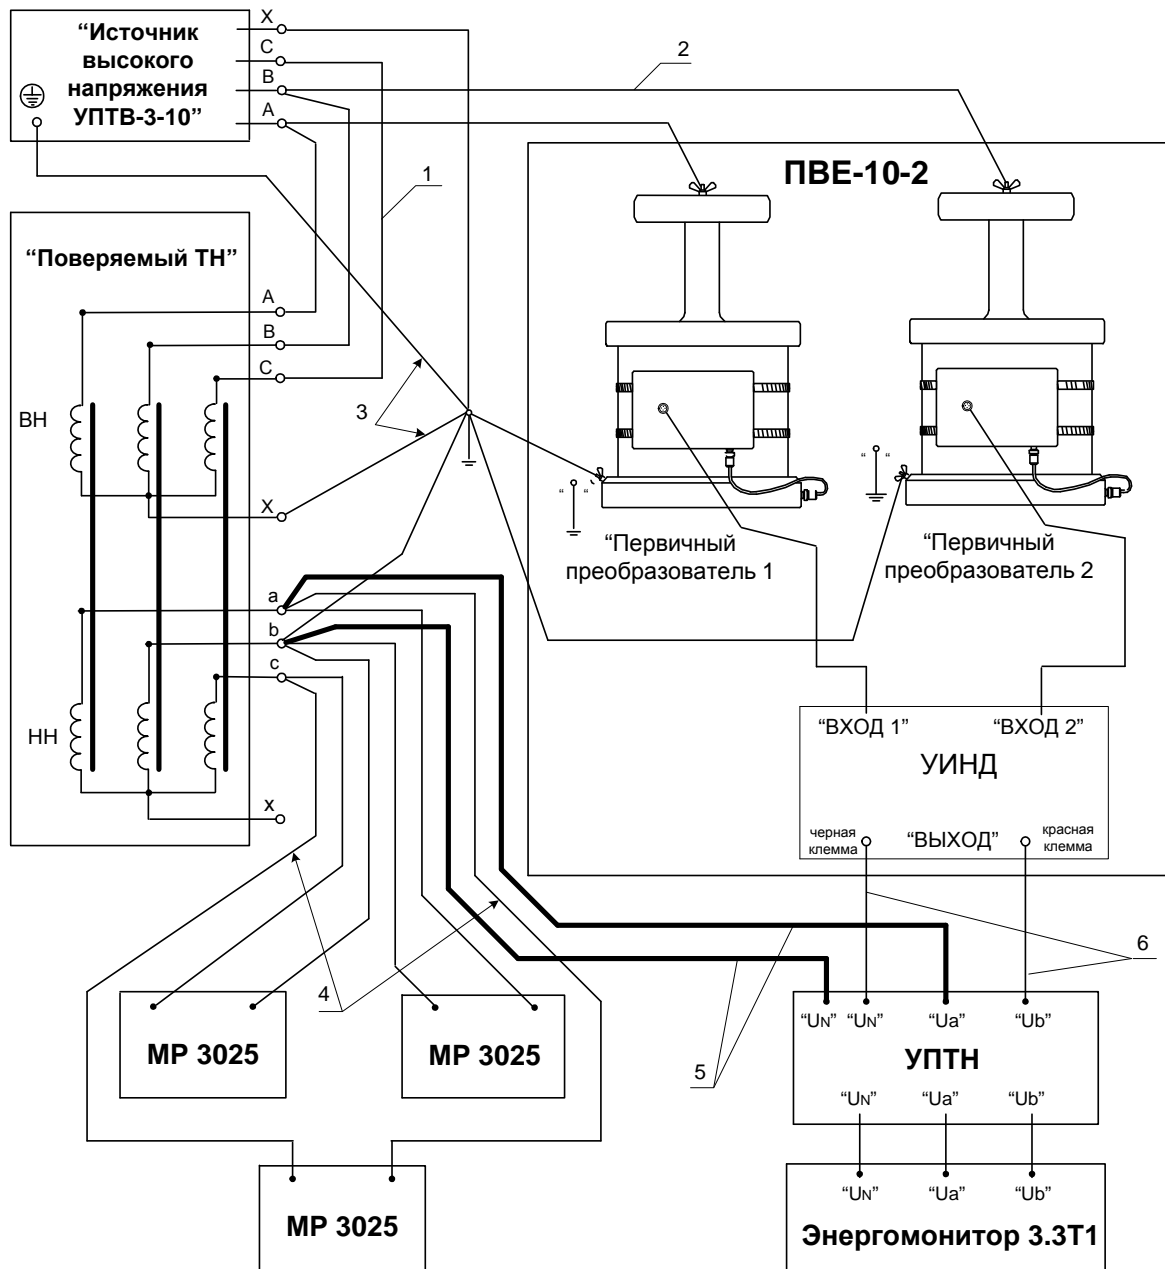 “Источник
высокого
напряжения
УПТВ-3-10”
X
C
B
A
2
1
ПВЕ-10-2
“Поверяемый ТН”
A
B
C
ВН
3
X
“ “
“ “
“Первичный
преобразователь 1
“Первичный
преобразователь 2
a
b
c
НН
x
“ВХОД 1”
“ВХОД 2”
УИНД
черная
клемма
“ВЫХОД”
красная
клемма
4
5
6
МР 3025
МР 3025
МР 3025
“UN”
“UN”
“Ua”
“Ub”
УПТН
“UN”
“Ua”
“Ub”
“UN”
“Ua”
“Ub”
Энергомонитор 3.3Т1